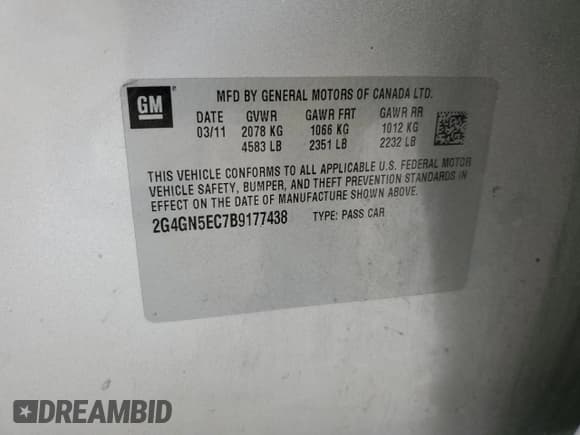 GM
MFD BY GENERAL MOTORS OF CANADA LTD.
DATE GVWR GAWR FRT GAWR RR
03/11 2078 KG 1066 KG 1012 KG
4583 LB 2351 LB 2232 LB
THIS VEHICLE CONFORMS TO ALL APPLICABLE U.S. FEDERAL MOTOR
VEHICLE SAFETY, BUMPER, AND THEFT PREVENTION STANDARDS IN
EFFECT ON THE DATE OF MANUFACTURE SHOWN ABOVE.
2G4GN5EC7B9177438 TYPE: PASS CAR
DREAMBID